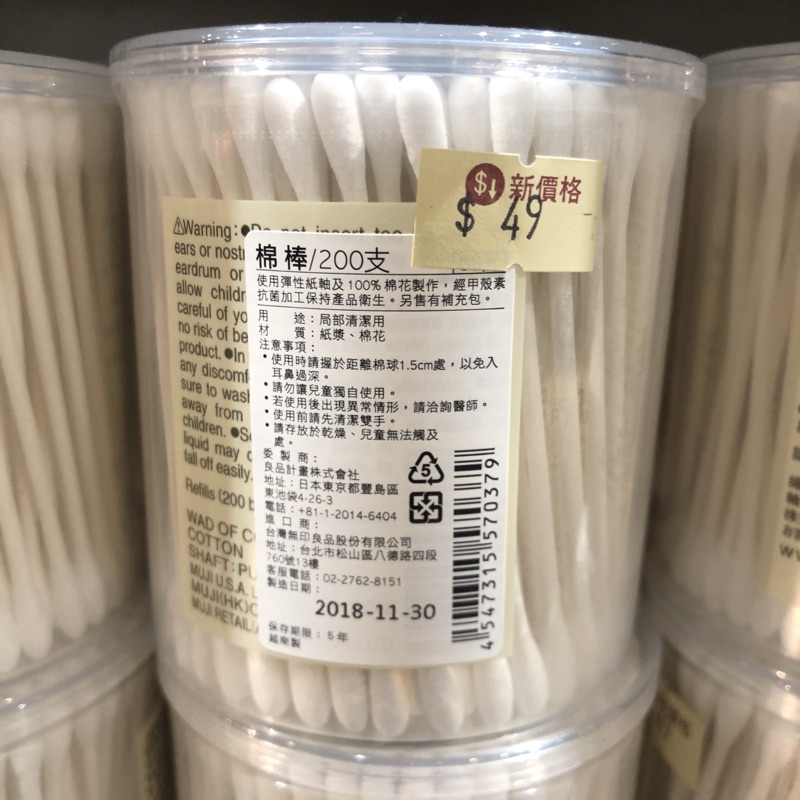 新價格
$ 49
⚠Warning:●Do not insert too
ears or nostr
eardrum or
allow childr
careful of yo
no risk of be
product. ●In
any discomf
sure to wash
away from
children. ●So
liquid may c
fall off easily.
Refills (200 b
WAD OF CO
COTTON
SHAFT: PU
MUJI U.S.A. L
MUJI(HK)C
MUJI RETAIL
棉棒/200支
使用彈性紙軸及100%棉花製作,經甲殼素
抗菌加工保持產品衛生。另售有補充包。
用 途:局部清潔用
材 質:紙漿、棉花
注意事項:
•使用時請握於距離棉球1.5cm處,以免入
耳鼻過深。
•請勿讓兒童獨自使用。
•若使用後出現異常情形,請洽詢醫師。
•使用前請先清潔雙手。
•請存放於乾燥、兒童無法觸及
處。
委 製 商:
良品計畫株式會社
地址:日本東京都豐島區
東池袋4-26-3
電話:+81-1-2014-6404
進 口 商:
台灣無印良品股份有限公司
地址:台北市松山區八德路四段
760號13樓
客服電話:02-2762-8151
製造日期:
2018-11-30
保存期限:5年
越南製
5
4547315570379